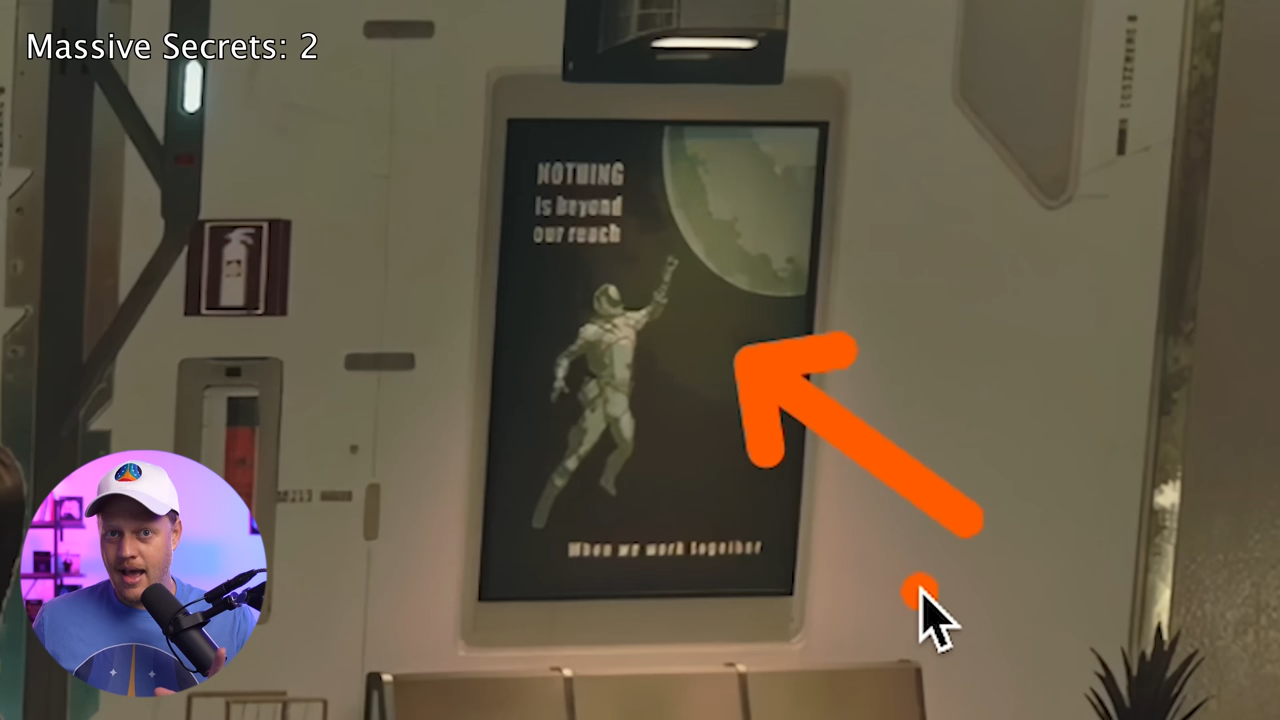 Massive Secrets: 2
NOTHING
is beyond
our reach
When we work together